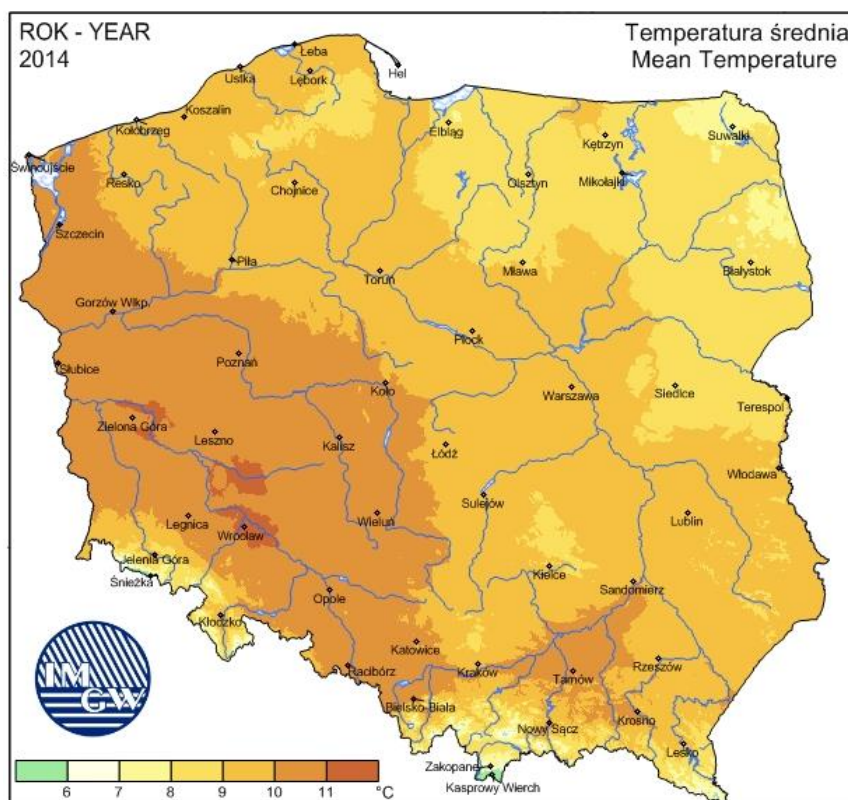 ROK - YEAR
2014
Temperatura średnia
Mean Temperature
Łeba
Hel
Ustka
Lębork
Koszalin
Kołobrzeg
Elbląg
Kętrzyn
Suwałki
Świnoujście
Resko
Chojnice
Olsztyn
Mikołajki
Szczecin
Piła
Toruń
Mława
Białystok
Gorzów Wlkp.
Płock
Słubice
Poznań
Koło
Warszawa
Siedlce
Terespol
Zielona Góra
Leszno
Kalisz
Łódź
Włodawa
Sulejów
Legnica
Wrocław
Wieluń
Lublin
Jelenia Góra
Śnieżka
Kielce
Sandomierz
Opole
Kłodzko
Katowice
Kraków
Tarnów
Rzeszów
Racibórz
Bielsko-Biała
Nowy Sącz
Krosno
Lesko
Zakopane
Kasprowy Wierch
IM
GW
6 7 8 9 10 11 °C